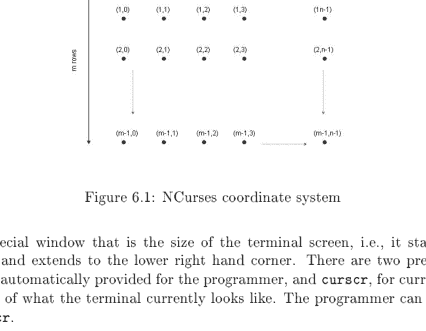 (1,0) (1,1) (1,2) (1,3) (1n-1)
m rows
(2,0) (2,1) (2,2) (2,3) (2,n-1)
(m-1,0) (m-1,1) (m-1,2) (m-1,3) (m-1,n-1)
Figure 6.1: NCurses coordinate system
ecial window that is the size of the terminal screen, i.e., it sta
and extends to the lower right hand corner. There are two pre
automatically provided for the programmer, and curscr, for curr
of what the terminal currently looks like. The programmer can
cr.